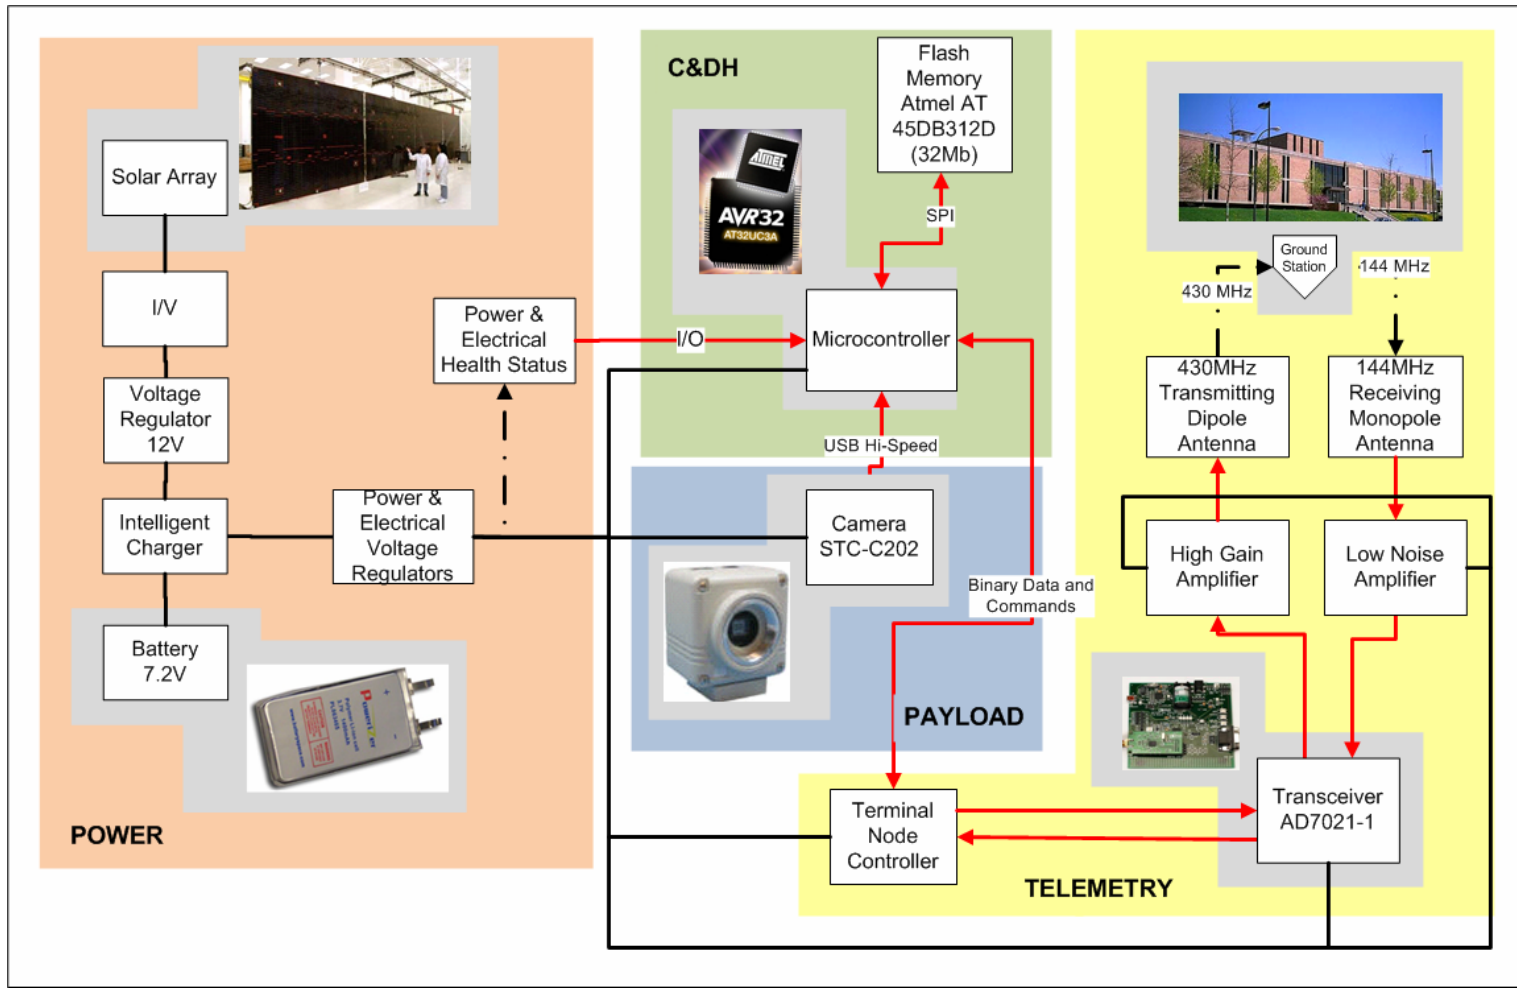 Solar Array
I/V
Voltage
Regulator
12V
Intelligent
Charger
Battery
7.2V
Power &
Electrical
Health Status
Power &
Electrical
Voltage
Regulators
POWER
C&DH
Flash
Memory
Atmel AT
45DB312D
(32Mb)
SPI
ATMEL
AVR32
AT32UC3A
Microcontroller
I/O
USB Hi-Speed
Camera
STC-C202
PAYLOAD
Binary Data and
Commands
Ground
Station
430 MHz
144 MHz
430MHz
Transmitting
Dipole
Antenna
144MHz
Receiving
Monopole
Antenna
High Gain
Amplifier
Low Noise
Amplifier
Transceiver
AD7021-1
Terminal
Node
Controller
TELEMETRY